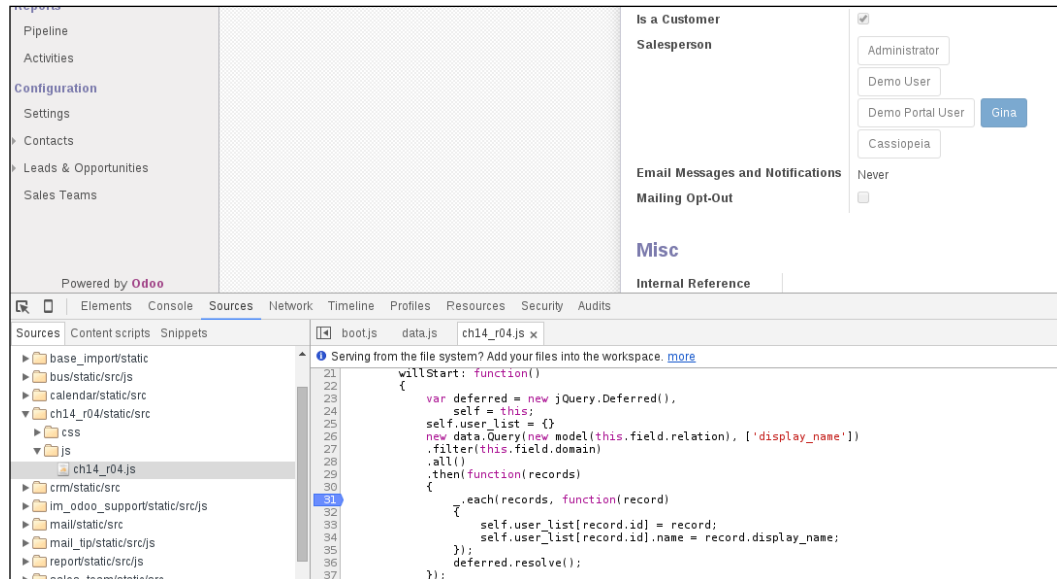 Reports
Pipeline
Activities
Configuration
Settings
Contacts
Leads & Opportunities
Sales Teams
Powered by Odoo
Is a Customer
Salesperson
Administrator
Demo User
Demo Portal User Gina
Cassiopeia
Email Messages and Notifications Never
Mailing Opt-Out
Misc
Internal Reference
Elements Console Sources Network Timeline Profiles Resources Security Audits
Sources Content scripts Snippets
base_import/static
bus/static/src/js
calendar/static/src
ch14_r04/static/src
css
js
ch14_r04.js
crm/static/src
im_odoo_support/static/src/js
mail/static/src
mail_tip/static/src/js
report/static/src/js
sales_team/static/src
boot.js data.js ch14_r04.js ×
Serving from the file system? Add your files into the workspace. more
21 willStart: function()
22 {
23 var deferred = new jQuery.Deferred(),
24 self = this;
25 self.user_list = {}
26 new data.Query(new model(this.field.relation), ['display_name'])
27 .filter(this.field.domain)
28 .all()
29 .then(function(records)
30 {
31 _.each(records, function(record)
32 {
33 self.user_list[record.id] = record;
34 self.user_list[record.id].name = record.display_name;
35 });
36 deferred.resolve();
37 });